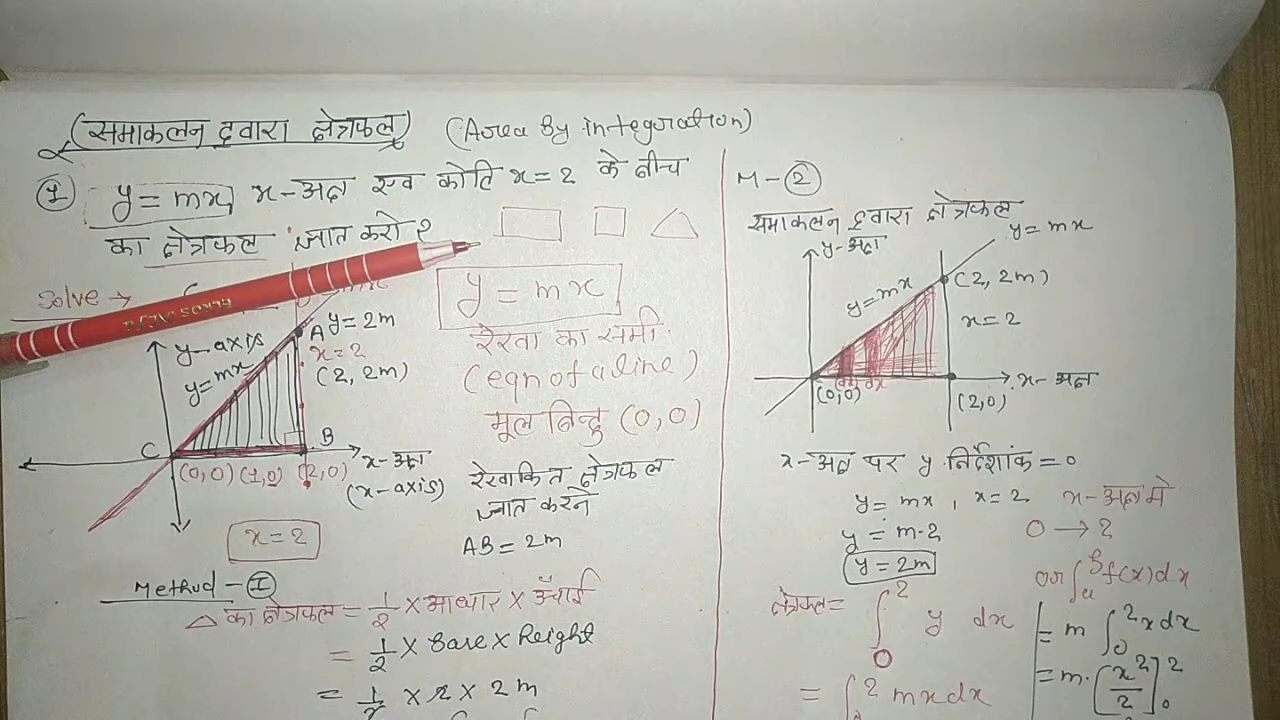 (समाकलन द्वारा क्षेत्रफल) (Area By integration)
① y = mx, x-अक्ष एंव कोटि x = 2 के नीच
का क्षेत्रफल ज्ञात करो?
Solve →
y = mx
रेखा का समी.
(eqn of a line)
मूल बिन्दु (0,0)
y-axis
y=mx
A y=2m
x=2
(2, 2m)
C
B
(0,0) (1,0) (2,0)
x-अक्ष
(x-axis)
x = 2
रेखांकित क्षेत्रफल
ज्ञात करने
AB = 2m
Method - ①
△ का क्षेत्रफल = 1/2 × आधार × ऊँचाई
= 1/2 × Base × Height
= 1/2 × 2 × 2m
M - ②
समाकलन द्वारा क्षेत्रफल
y-अक्ष
y = mx
y=mx
(2, 2m)
x = 2
x-अक्ष
(0,0)
dx
(2,0)
x-अक्ष पर y निर्देशांक = 0
y = mx, x = 2 x-अक्ष मे
y = m·2 0 → 2
y = 2m
or ∫ f(x)dx
क्षेत्रफल = ∫₀² y dx
= m ∫₀² x dx
= ∫ ² mx dx
= m·[x²/2]₀²